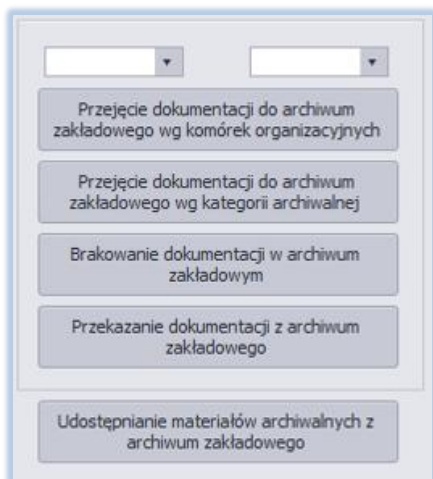 Przejęcie dokumentacji do archiwum
zakładowego wg komórek organizacyjnych
Przejęcie dokumentacji do archiwum
zakładowego wg kategorii archiwalnej
Brakowanie dokumentacji w archiwum
zakładowym
Przekazanie dokumentacji z archiwum
zakładowego
Udostępnianie materiałów archiwalnych z
archiwum zakładowego